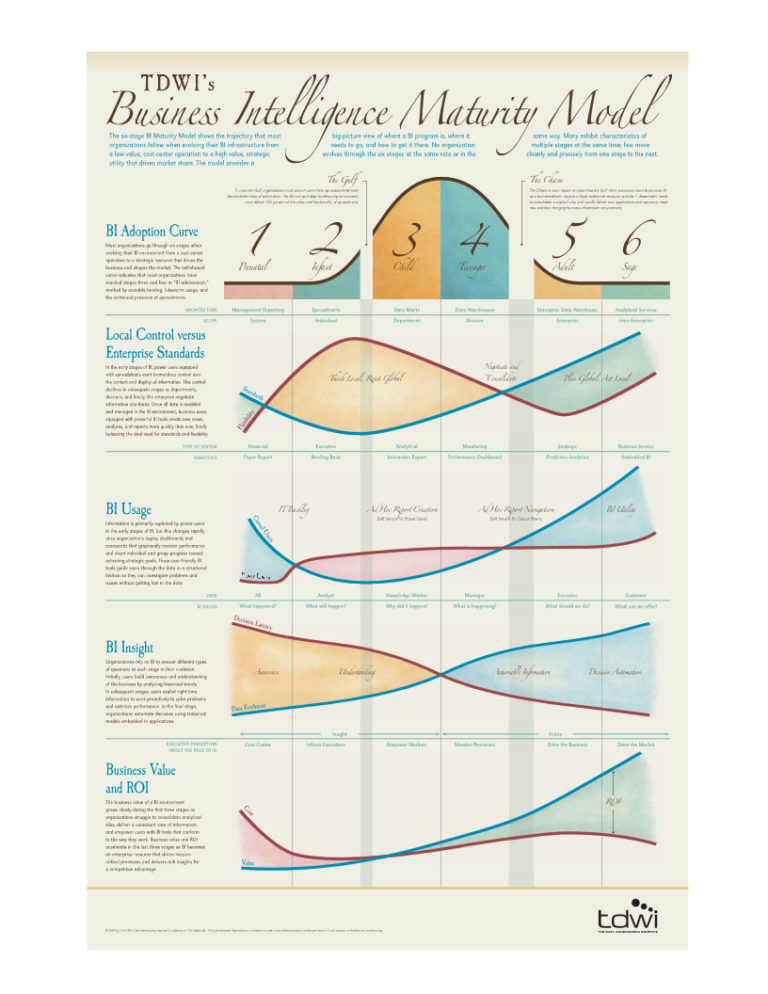 TDWI's
Business Intelligence Maturity Model
The six-stage BI Maturity Model shows the trajectory that most
organizations follow when evolving their BI infrastructure from
a low-value, cost-center operation to a high-value, strategic
utility that drives market share. The model provides a
big-picture view of where a BI program is, where it
needs to go, and how to get it there. No organization
evolves through the six stages at the same rate or in the
same way. Many exhibit characteristics of
multiple stages at the same time; few move
cleanly and precisely from one stage to the next.
The Gulf
The Chasm
BI Adoption Curve
Most organizations go through six stages when
evolving their BI environment from a cost-center
operation to a strategic resource that drives the
business and shapes the market. The bell-shaped
curve indicates that most organizations have
reached stages three and four or "BI adolescence,"
marked by unstable funding, lukewarm usage, and
the continued presence of spreadmarts.
1 2 3 4 5 6
Prenatal Infant Child Teenager Adult Sage
ARCHITECTURE Management Reporting Spreadmarts Data Marts Data Warehouses Enterprise Data Warehouse Analytical Services
SCOPE System Individual Department Division Enterprise Inter-Enterprise
Local Control versus
Enterprise Standards
In the early stages of BI, power users equipped
with spreadsheets exert tremendous control over
the content and display of information. The control
declines in subsequent stages as departments,
divisions, and finally, the enterprise negotiate
information standards. Once all data is modeled
and managed in the BI environment, business users
equipped with powerful BI tools create new views,
analyses, and reports more quickly than ever, finally
balancing the dual need for standards and flexibility.
Standards
Flexibility
Think Local, Resist Global
Negotiate and
Consolidate
Plan Global, Act Local
TYPE OF SYSTEM Financial Executive Analytical Monitoring Strategic Business Service
ANALYTICS Paper Report Briefing Book Interactive Report Performance Dashboard Predictive Analytics Embedded BI
BI Usage
Information is primarily exploited by power users
in the early stages of BI, but this changes rapidly
once organizations deploy dashboards and
scorecards that graphically monitor performance
and chart individual and group progress toward
achieving strategic goals. These user-friendly BI
tools guide users through the data in a structured
fashion so they can investigate problems and
issues without getting lost in the data.
Casual Users
IT Backlog
Ad Hoc Report Creation
(Self Service for Power Users)
Ad Hoc Report Navigation
(Self Service for Casual Users)
BI Utility
USER All Analyst Knowledge Worker Manager Executive Customer
BI FOCUS What happened? What will happen? Why did it happen? What is happening? What should we do? What can we offer?
BI Insight
Organizations rely on BI to answer different types
of questions at each stage in their evolution.
Initially, users build awareness and understanding
of the business by analyzing historical trends.
In subsequent stages, users exploit right-time
information to work proactively to solve problems
and optimize performance. In the final stage,
organizations automate decisions using statistical
models embedded in applications.
Decision Latency
Data Freshness
Awareness
Understanding
Actionable Information
Decision Automation
Insight
Action
EXECUTIVE PERCEPTION
ABOUT THE ROLE OF BI
Cost Center Inform Executives Empower Workers Monitor Processes Drive the Business Drive the Market
Business Value
and ROI
The business value of a BI environment
grows slowly during the first three stages as
organizations struggle to consolidate analytical
silos, deliver a consistent view of information,
and empower users with BI tools that conform
to the way they work. Business value and ROI
accelerate in the last three stages as BI becomes
an enterprise resource that drives mission-
critical processes and delivers rich insights for
a competitive advantage.
Cost
Value
ROI
tdwi
THE DATA WAREHOUSING INSTITUTE